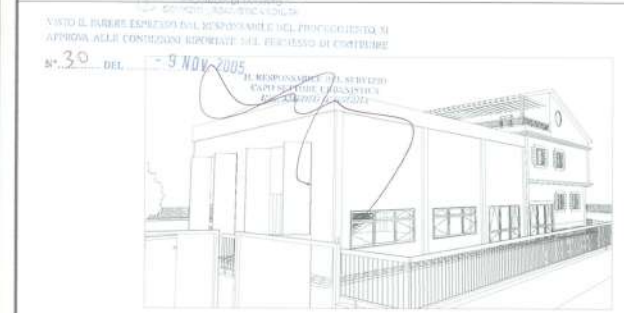 VISTO IL PARERE ESPRESSO DAL RESPONSABILE DEL PROCEDIMENTO, SI
APPROVA ALLE CONDIZIONI RIPORTATE NEL PERMESSO DI COSTRUIRE
N°. 30 DEL - 9 NOV. 2005
IL RESPONSABILE DEL SERVIZIO
CAPO SETTORE URBANISTICA